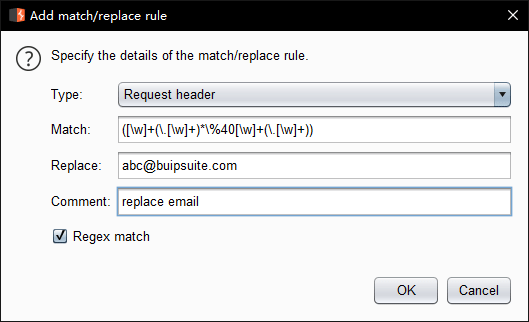 Add match/replace rule
Specify the details of the match/replace rule.
Type: Request header
Match: ([\w]+(\.[\w]+)*\%40[\w]+(\.[\w]+))
Replace: abc@buipsuite.com
Comment: replace email
Regex match
OK Cancel